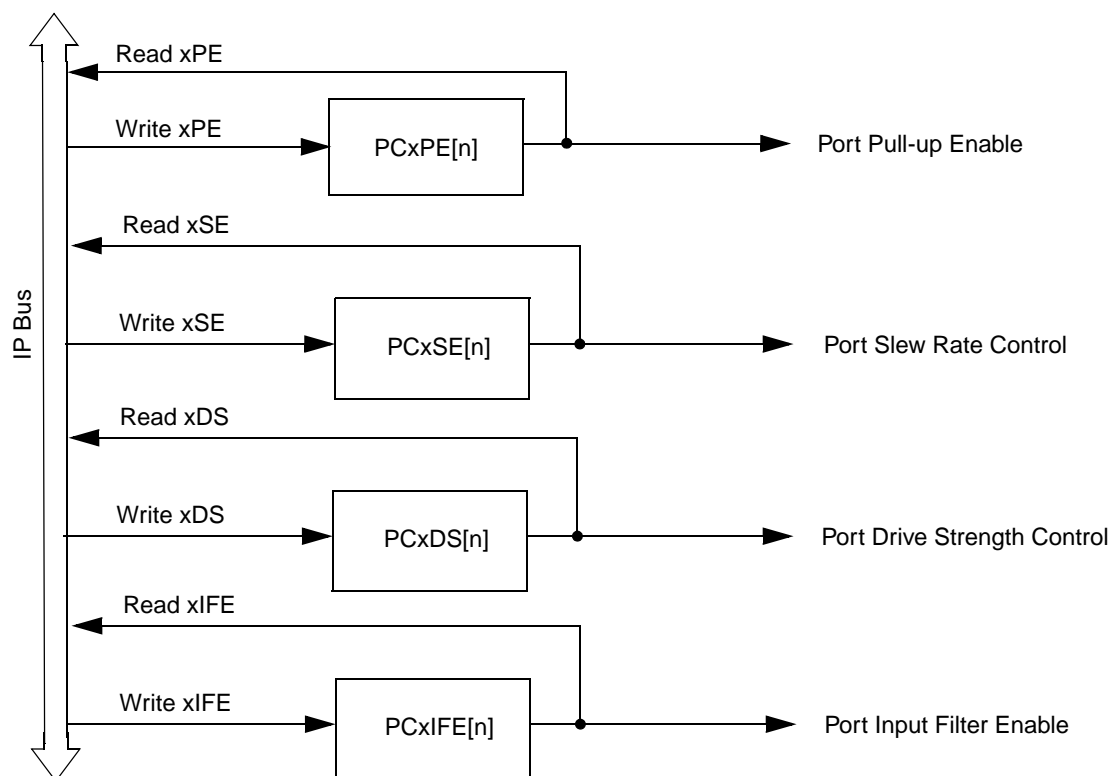 Read xPE
Write xPE
PCxPE[n]
Port Pull-up Enable
Read xSE
IP Bus
Write xSE
PCxSE[n]
Port Slew Rate Control
Read xDS
Write xDS
PCxDS[n]
Port Drive Strength Control
Read xIFE
Write xIFE
PCxIFE[n]
Port Input Filter Enable